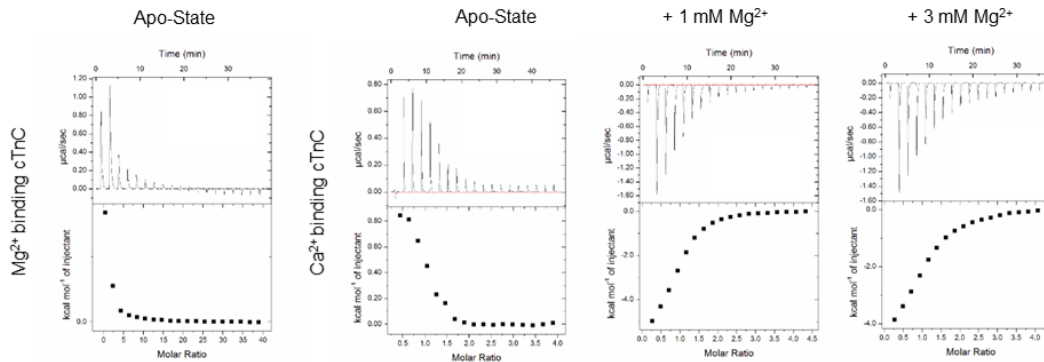 Apo-State
Apo-State
+ 1 mM Mg²⁺
+ 3 mM Mg²⁺
Mg²⁺ binding cTnC
Time (min)
0 10 20 30
µcal/sec
1.20
1.00
0.80
0.60
0.40
0.20
0.00
kcal mol⁻¹ of injectant
0.0
0 5 10 15 20 25 30 35 40
Molar Ratio
Ca²⁺ binding cTnC
Time (min)
0 10 20 30 40
µcal/sec
0.80
0.60
0.40
0.20
0.00
kcal mol⁻¹ of injectant
0.80
0.60
0.40
0.20
0.00
0.5 1.0 1.5 2.0 2.5 3.0 3.5 4.0
Molar Ratio
Time (min)
0 10 20 30
µcal/sec
0.00
-0.20
-0.40
-0.60
-0.80
-1.00
-1.20
-1.40
-1.60
kcal mol⁻¹ of injectant
0.0
-2.0
-4.0
0.0 0.5 1.0 1.5 2.0 2.5 3.0 3.5 4.0 4.5
Molar Ratio
Time (min)
0 10 20 30
µcal/sec
0.00
-0.20
-0.40
-0.60
-0.80
-1.00
-1.20
-1.40
-1.60
kcal mol⁻¹ of injectant
0.0
-2.0
-4.0
0.0 0.5 1.0 1.5 2.0 2.5 3.0 3.5 4.0
Molar Ratio